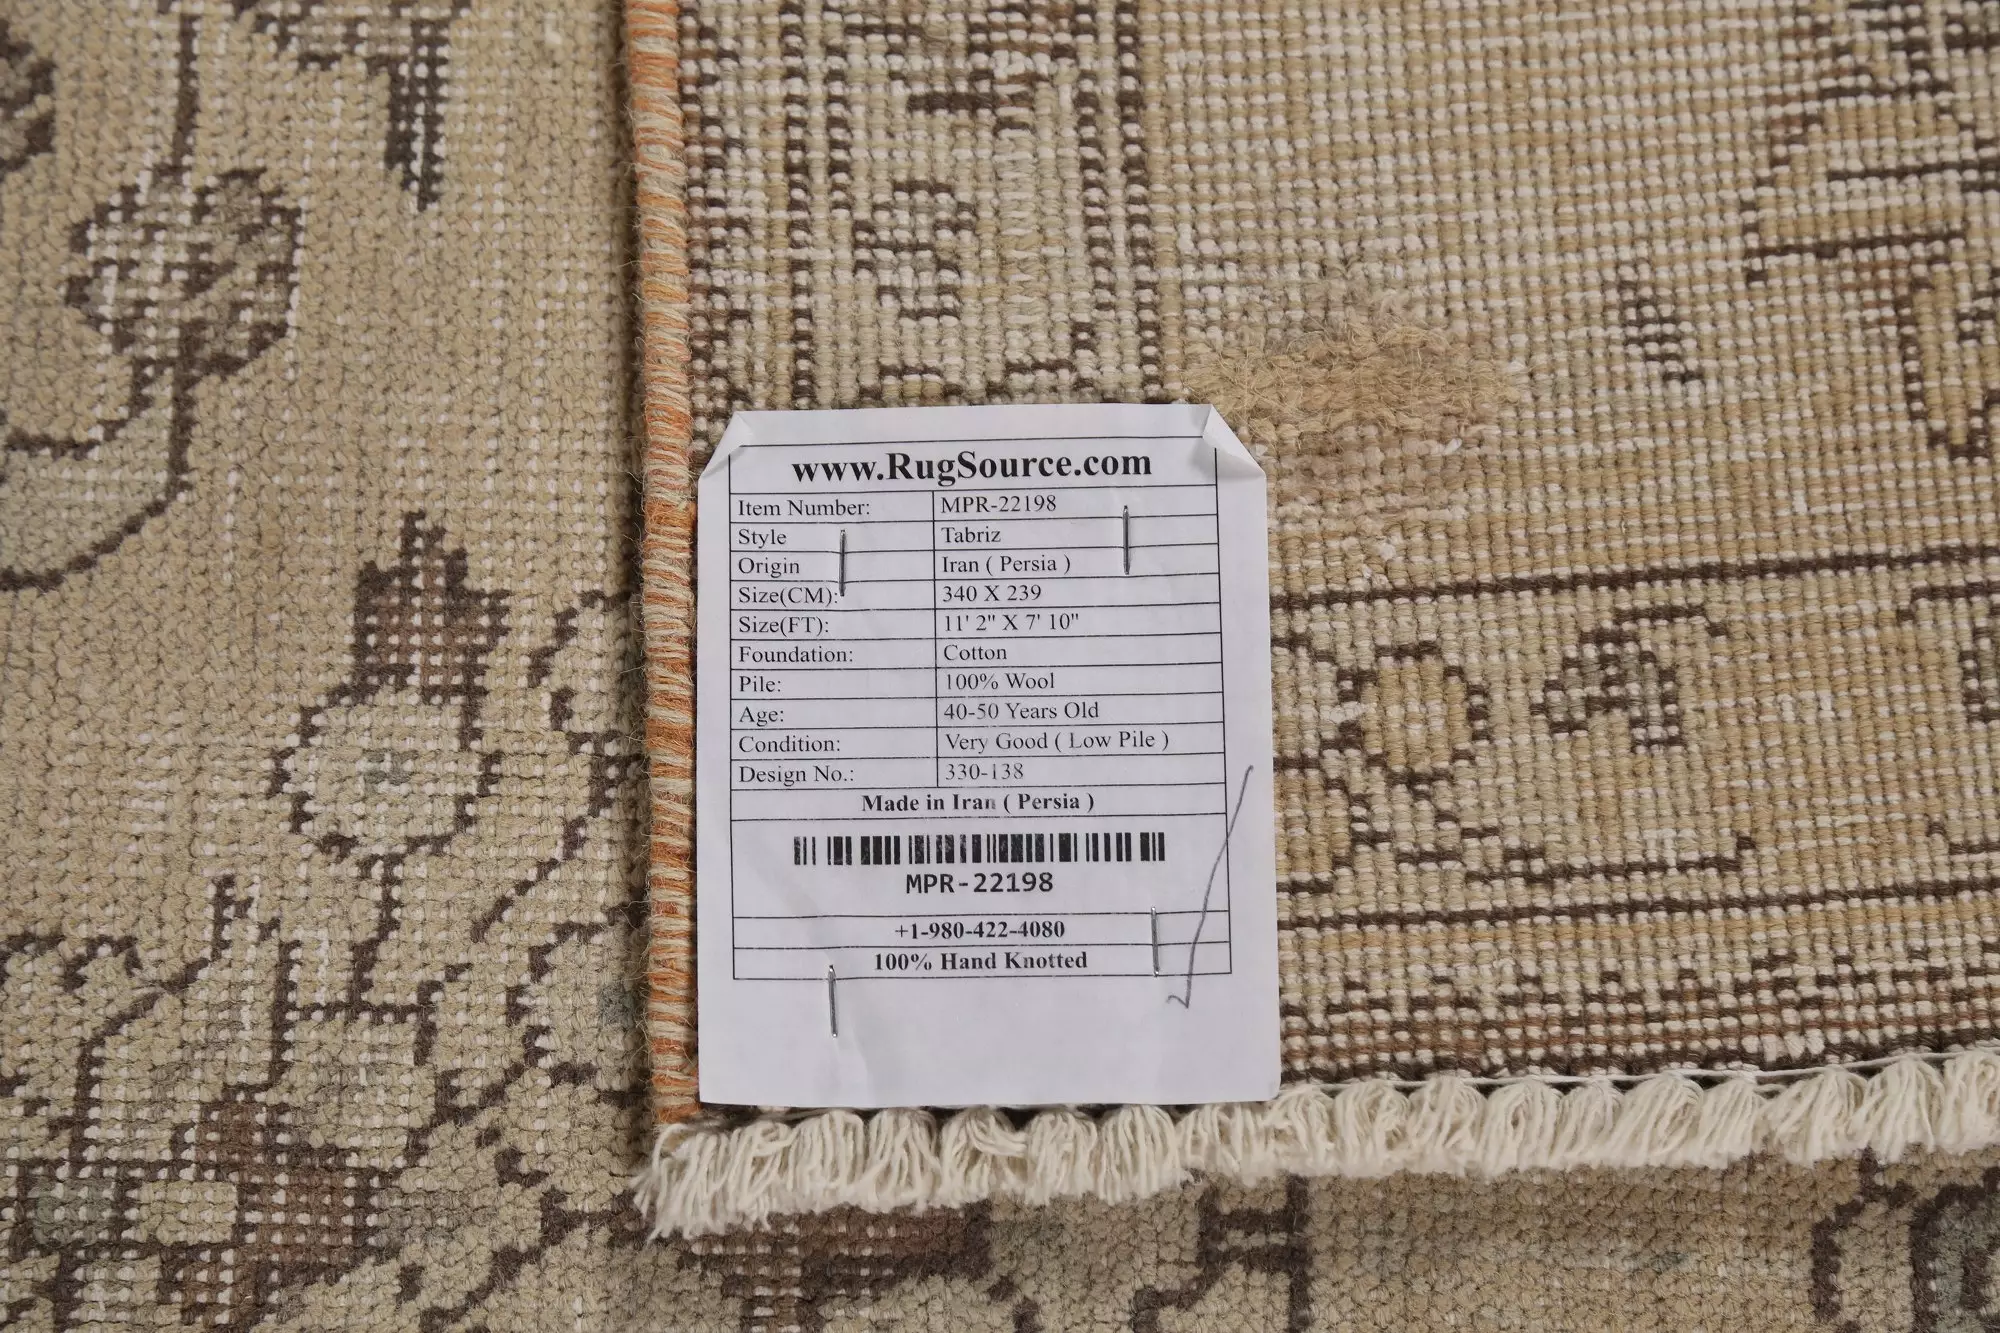 www.RugSource.com
Item Number: MPR-22198
Style Tabriz
Origin Iran ( Persia )
Size(CM): 340 X 239
Size(FT): 11' 2" X 7' 10"
Foundation: Cotton
Pile: 100% Wool
Age: 40-50 Years Old
Condition: Very Good ( Low Pile )
Design No.: 330-138
Made in Iran ( Persia )
MPR-22198
+1-980-422-4080
100% Hand Knotted